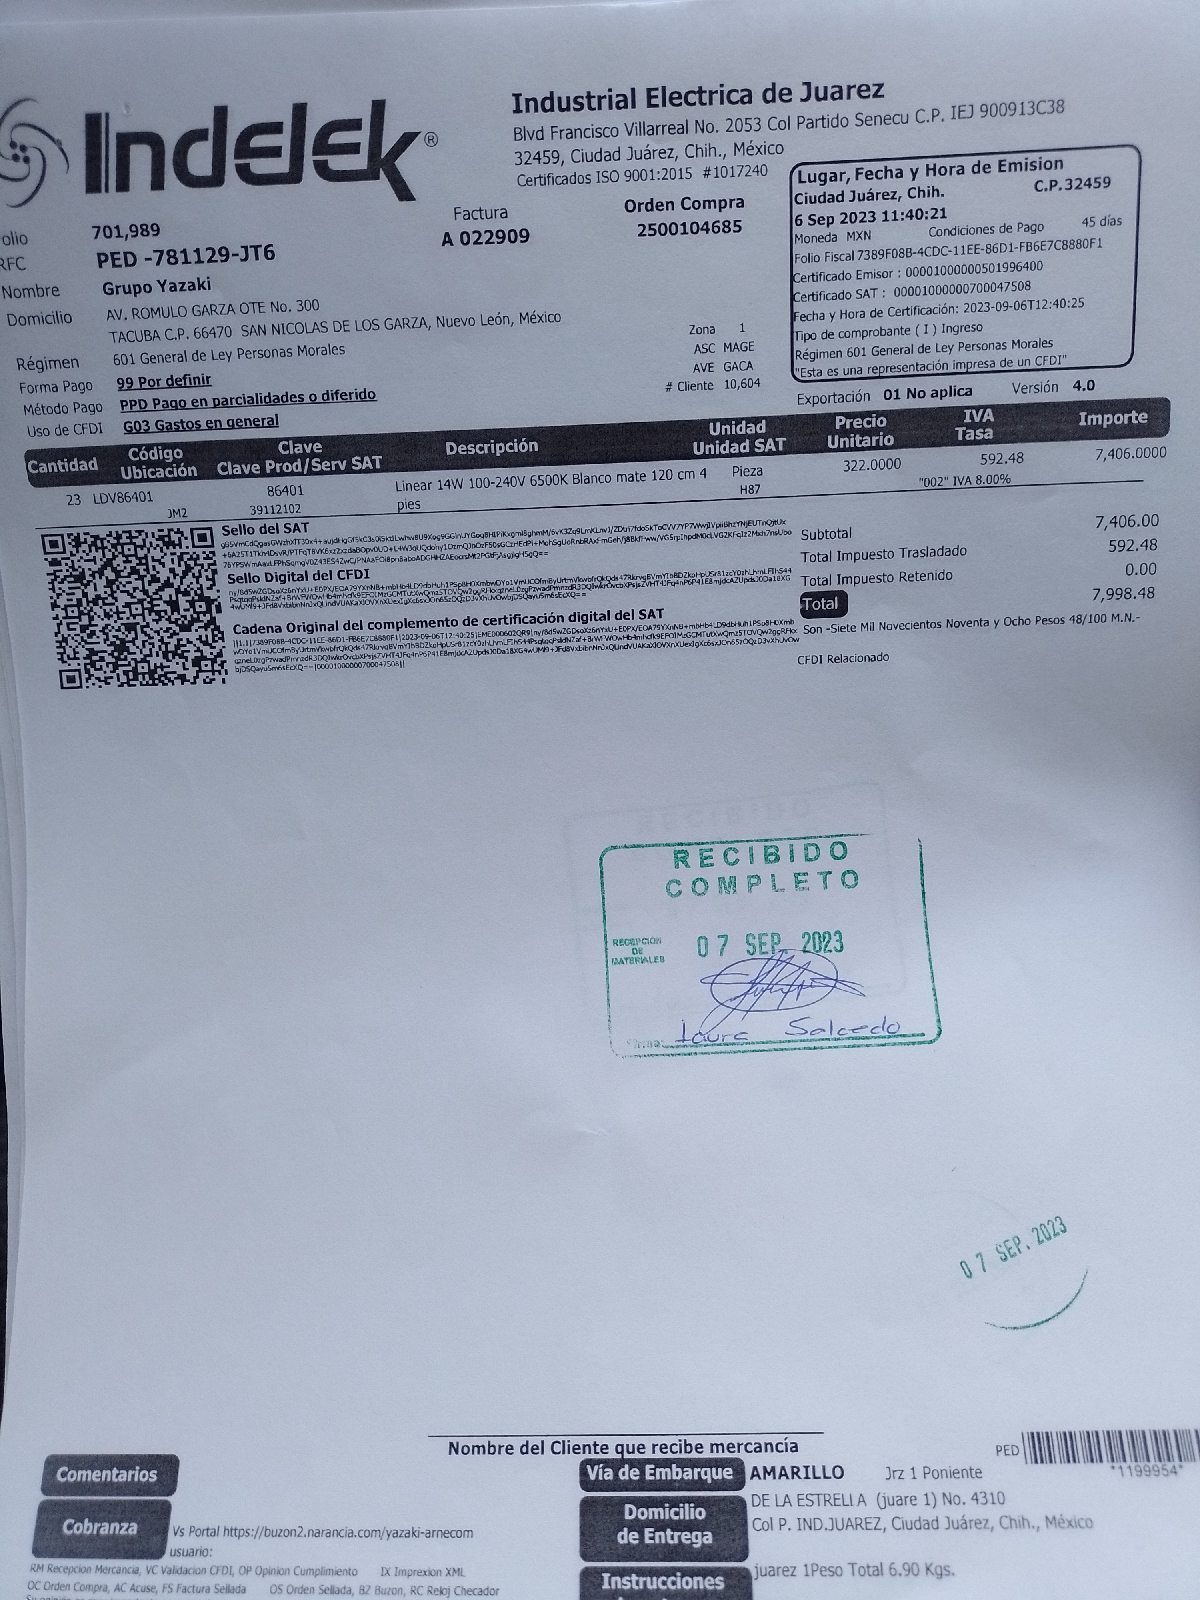 Indelek®
Industrial Electrica de Juarez
Blvd Francisco Villarreal No. 2053 Col Partido Senecu C.P. IEJ 900913C38
32459, Ciudad Juárez, Chih., México
Certificados ISO 9001:2015 #1017240
Lugar, Fecha y Hora de Emision
Ciudad Juárez, Chih. C.P.32459
6 Sep 2023 11:40:21
Moneda MXN Condiciones de Pago 45 días
Folio Fiscal 7389F08B-4CDC-11EE-86D1-FB6E7C8880F1
Certificado Emisor : 00001000000501996400
Certificado SAT : 00001000000700047508
Fecha y Hora de Certificación: 2023-09-06T12:40:25
Tipo de comprobante ( I ) Ingreso
Régimen 601 General de Ley Personas Morales
"Esta es una representación impresa de un CFDI"
olio 701,989
Factura
A 022909
Orden Compra
2500104685
RFC PED -781129-JT6
Nombre Grupo Yazaki
Domicilio AV. ROMULO GARZA OTE No. 300
TACUBA C.P. 66470 SAN NICOLAS DE LOS GARZA, Nuevo León, México
Régimen 601 General de Ley Personas Morales
Forma Pago 99 Por definir
Método Pago PPD Pago en parcialidades o diferido
Uso de CFDI G03 Gastos en general
Zona 1
ASC MAGE
AVE GACA
# Cliente 10,604
Exportación 01 No aplica Versión 4.0
Cantidad Código Ubicación Clave Clave Prod/Serv SAT Descripción Unidad Unidad SAT Precio Unitario IVA Tasa Importe
23 LDV86401 86401 Linear 14W 100-240V 6500K Blanco mate 120 cm 4 Pieza 322.0000 592.48 7,406.0000
JM2 39112102 pies H87 "002" IVA 8.00%
Sello del SAT
Sello Digital del CFDI
Cadena Original del complemento de certificación digital del SAT
Subtotal 7,406.00
Total Impuesto Trasladado 592.48
Total Impuesto Retenido 0.00
Total 7,998.48
Son -Siete Mil Novecientos Noventa y Ocho Pesos 48/100 M.N.-
CFDI Relacionado
RECIBIDO
COMPLETO
RECEPCION
DE
MATERIALES
07 SEP. 2023
Laura Salcedo
07 SEP. 2023
Nombre del Cliente que recibe mercancía
PED
*1199954*
Comentarios
Vía de Embarque AMARILLO Jrz 1 Poniente
Domicilio de Entrega DE LA ESTRELLA (juare 1) No. 4310
Col P. IND.JUAREZ, Ciudad Juárez, Chih., México
Cobranza Vs Portal https://buzon2.narancia.com/yazaki-arnecom
usuario:
RM Recepcion Mercancia, VC Validacion CFDI, OP Opinion Cumplimiento IX Imprexion XML
OC Orden Compra, AC Acuse, FS Factura Sellada OS Orden Sellada, BZ Buzon, RC Reloj Checador
Instrucciones juarez 1Peso Total 6.90 Kgs.